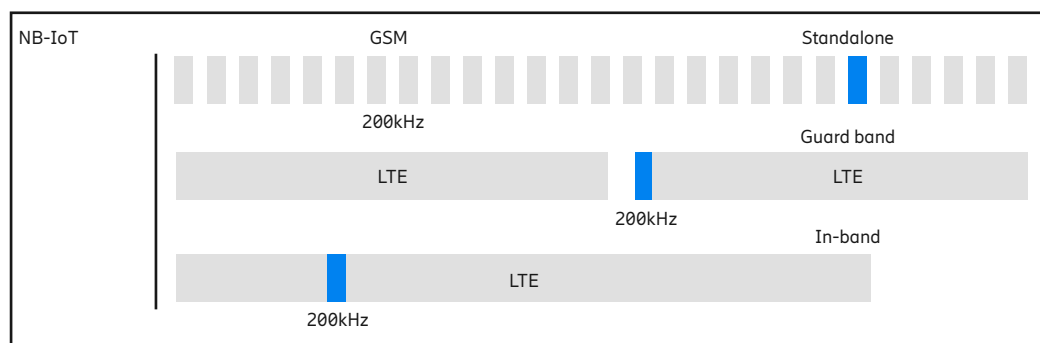 NB-IoT GSM Standalone
200kHz
Guard band
LTE LTE
200kHz
In-band
LTE
200kHz